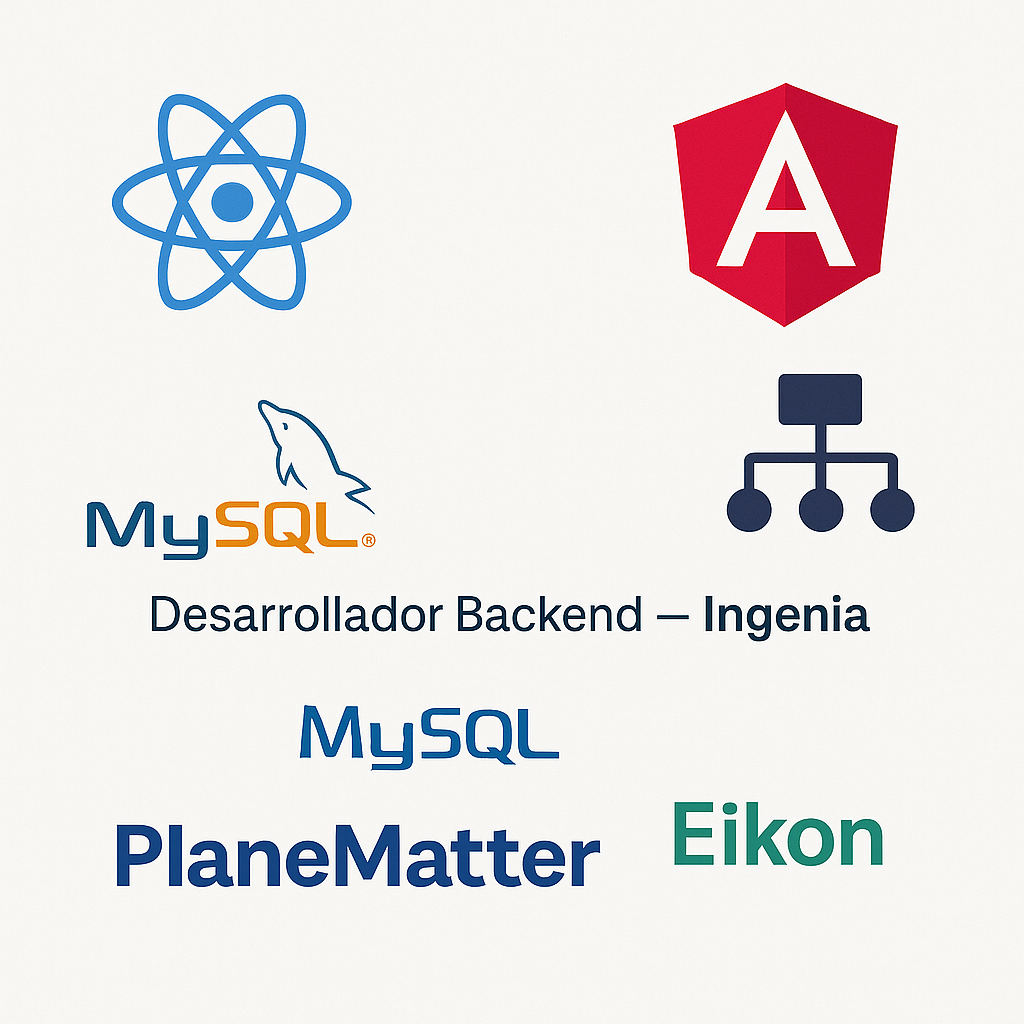 A
MySQL®
Desarrollador Backend – Ingenia
MySQL
PlaneMatter
Eikon